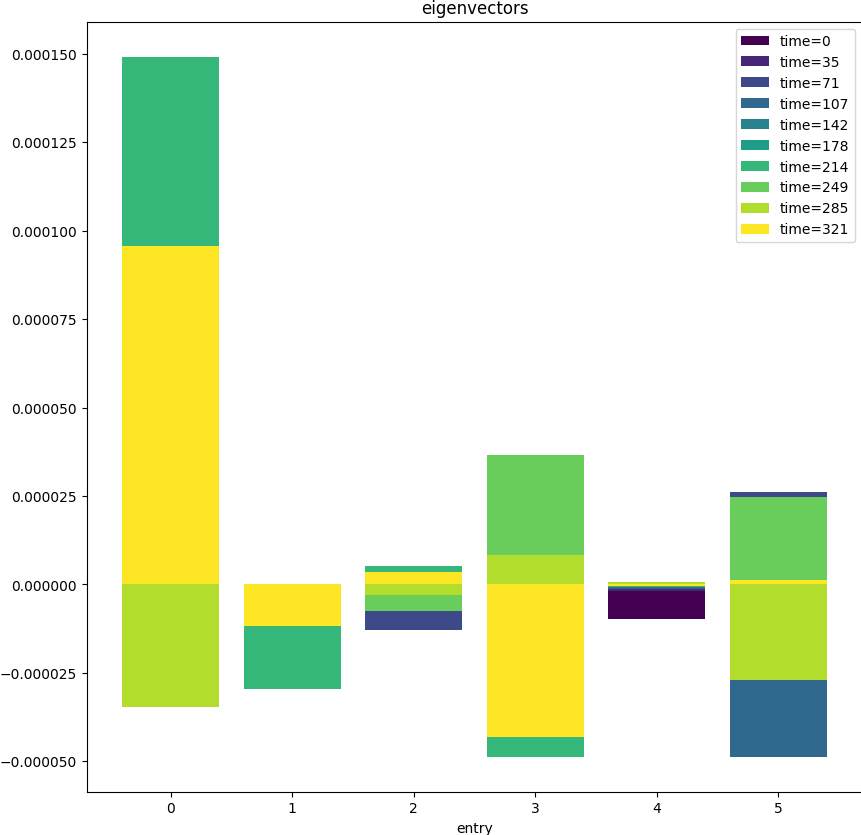 eigenvectors
0.000150
0.000125
0.000100
0.000075
0.000050
0.000025
0.000000
−0.000025
−0.000050
time=0
time=35
time=71
time=107
time=142
time=178
time=214
time=249
time=285
time=321
0 1 2 3 4 5
entry